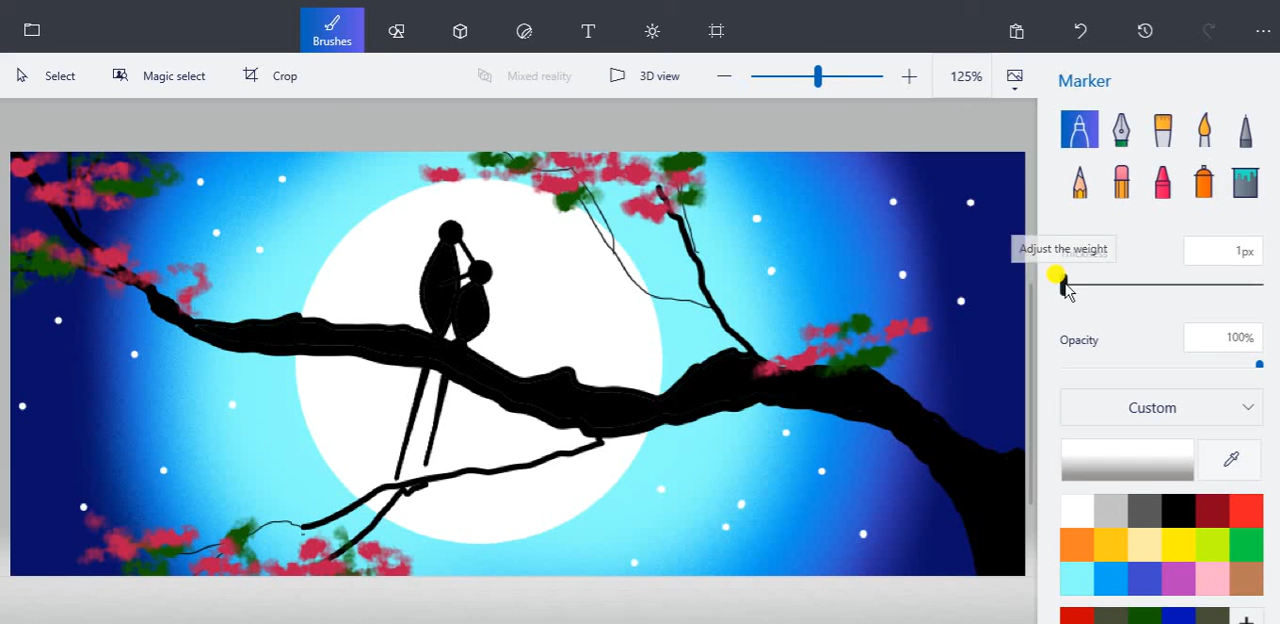 Brushes
Select
Magic select
Crop
Mixed reality
3D view
125%
Marker
Adjust the weight
1px
Opacity
100%
Custom